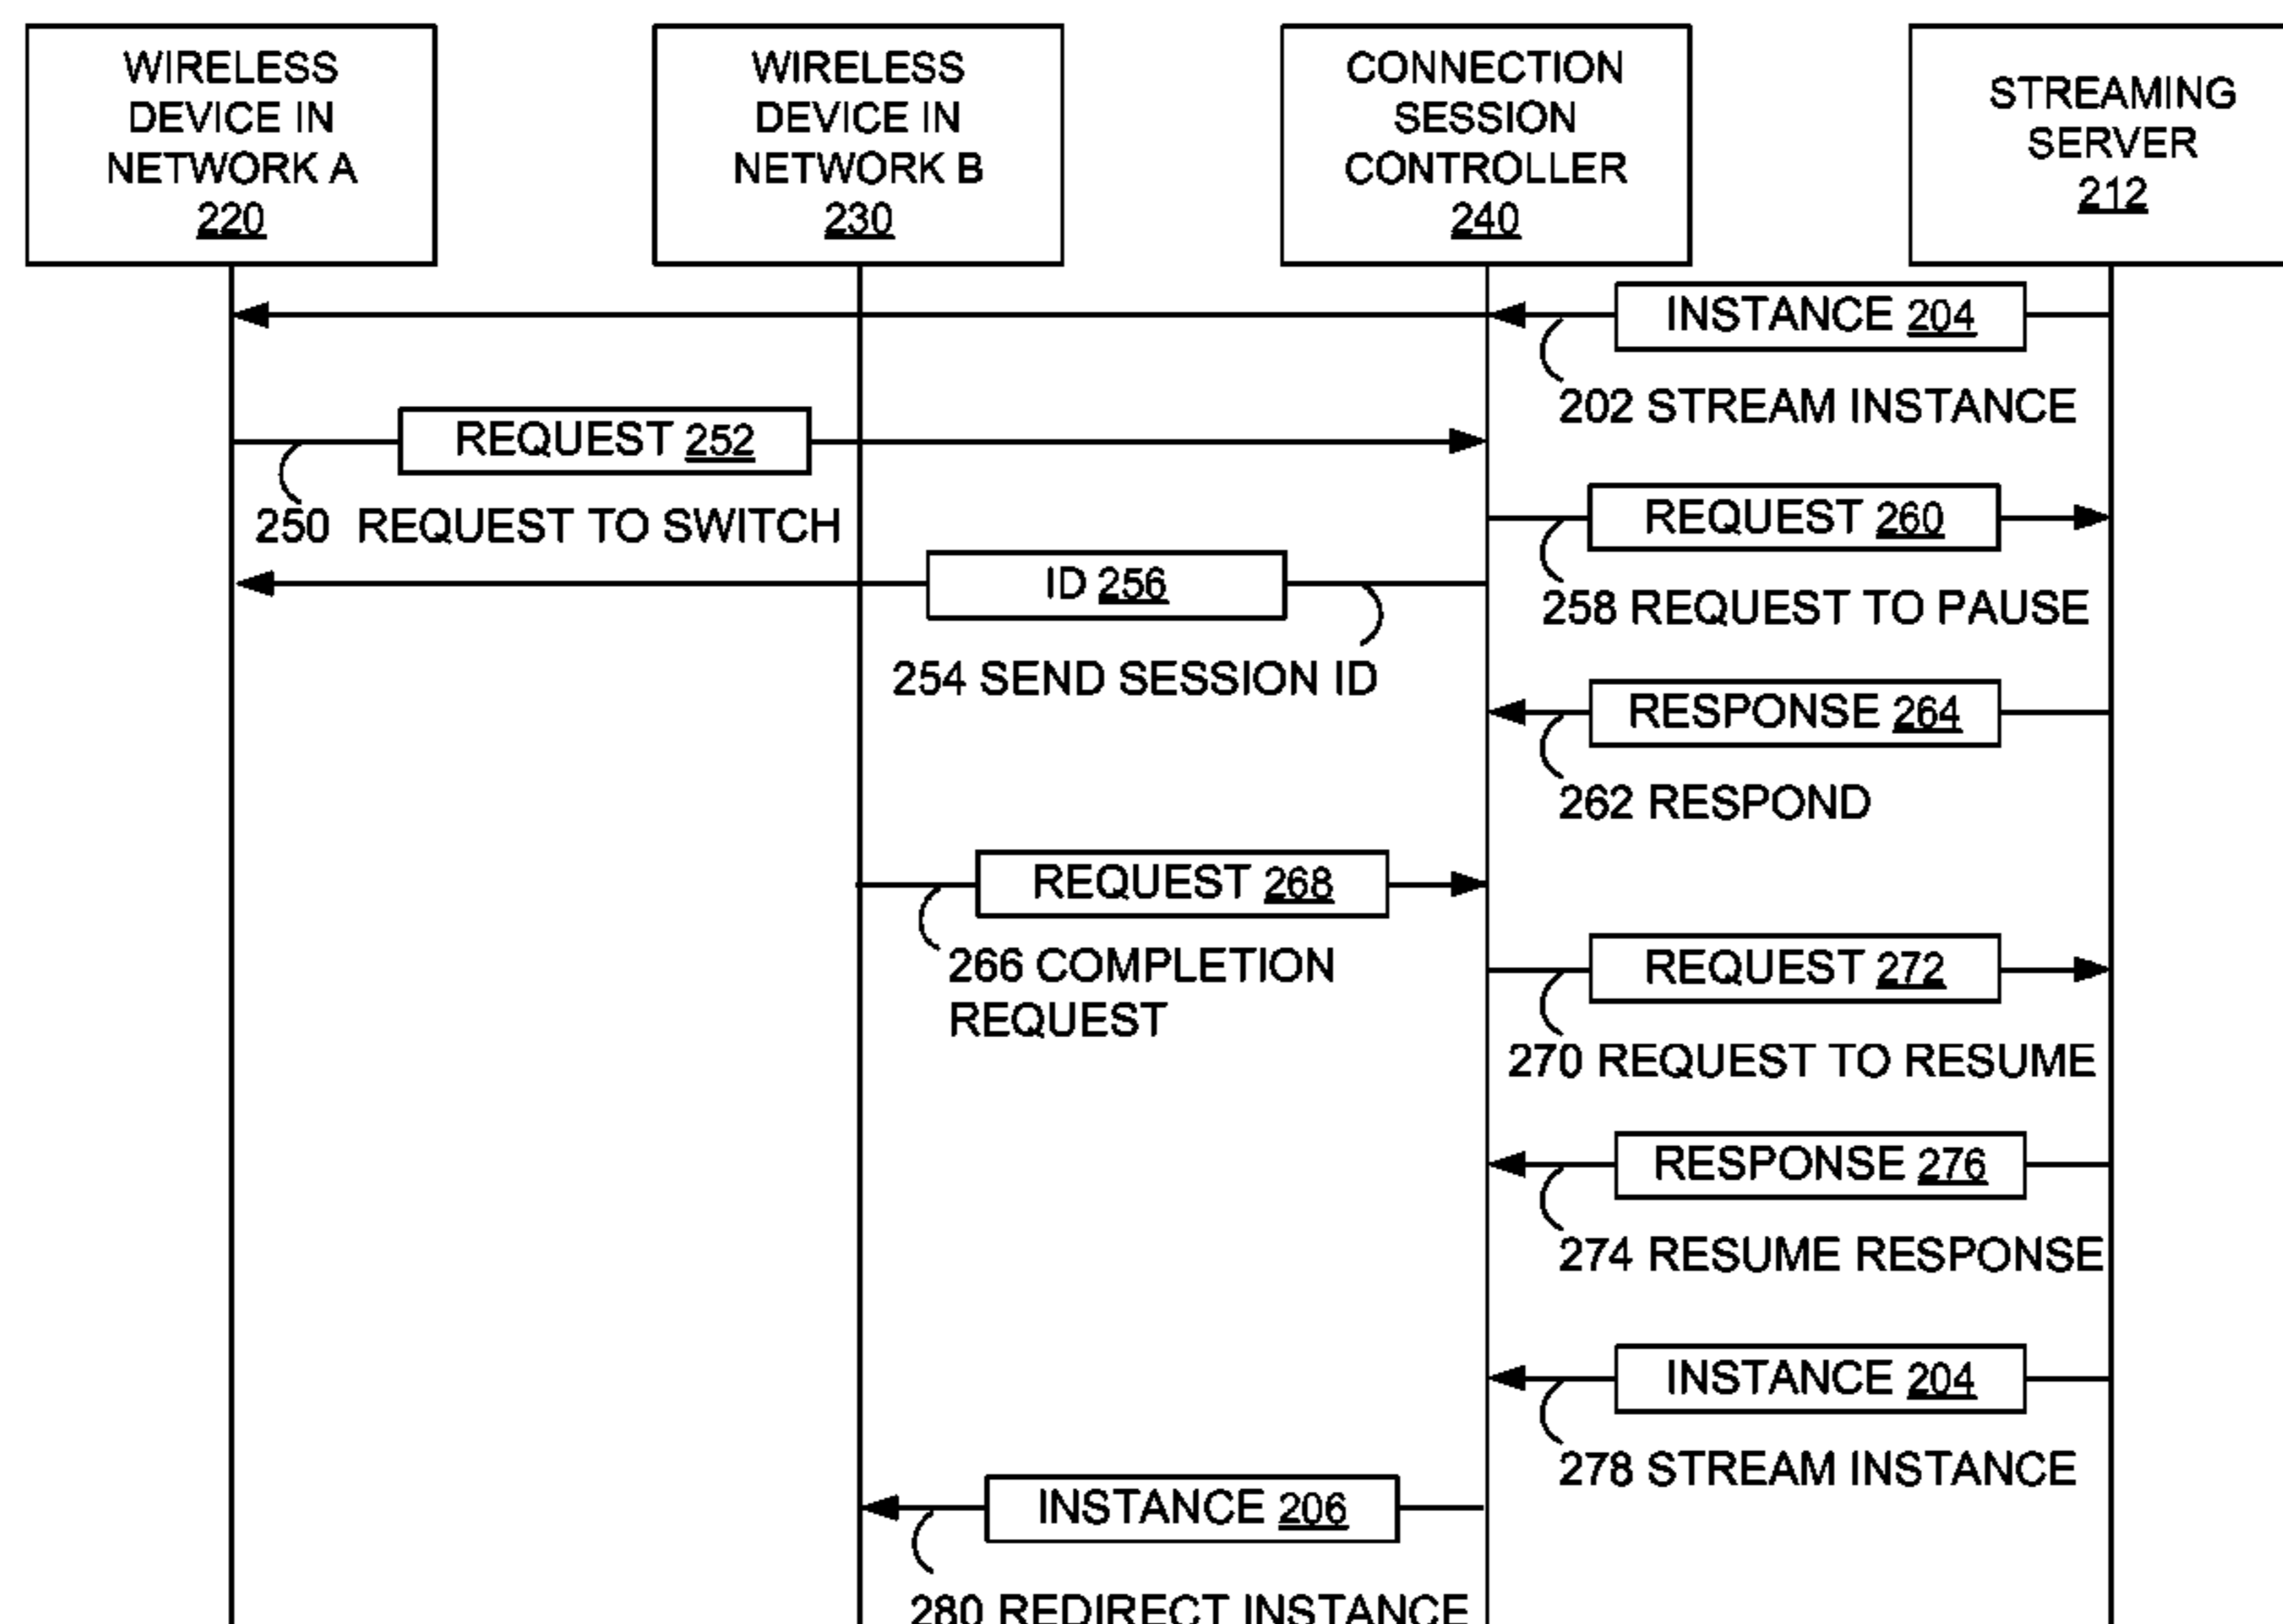 WIRELESS
DEVICE IN
NETWORK A
220
WIRELESS
DEVICE IN
NETWORK B
230
CONNECTION
SESSION
CONTROLLER
240
STREAMING
SERVER
212
INSTANCE 204
202 STREAM INSTANCE
REQUEST 252
250 REQUEST TO SWITCH
REQUEST 260
258 REQUEST TO PAUSE
ID 256
254 SEND SESSION ID
RESPONSE 264
262 RESPOND
REQUEST 268
266 COMPLETION
REQUEST
REQUEST 272
270 REQUEST TO RESUME
RESPONSE 276
274 RESUME RESPONSE
INSTANCE 204
278 STREAM INSTANCE
INSTANCE 206
280 REDIRECT INSTANCE